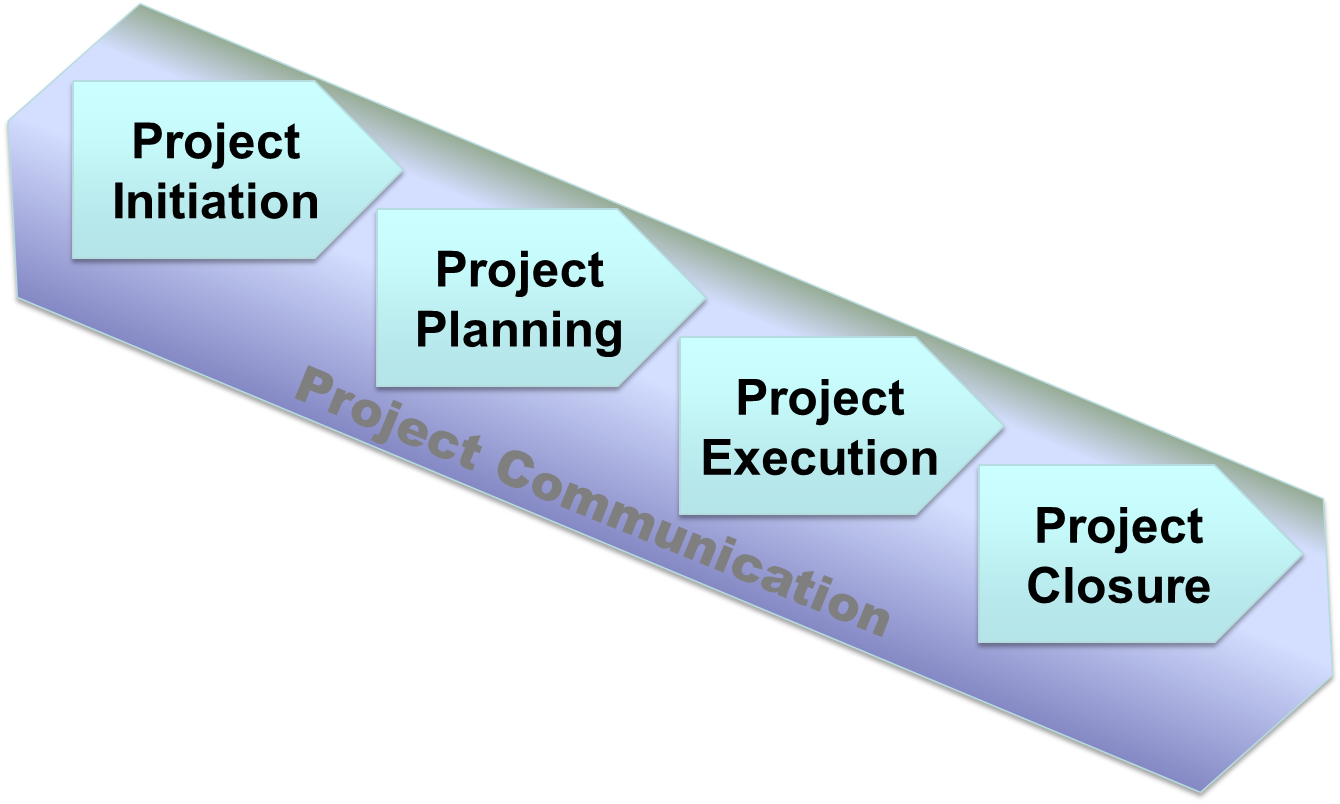 Project
Initiation
Project
Planning
Project
Execution
Project
Closure
Project Communication